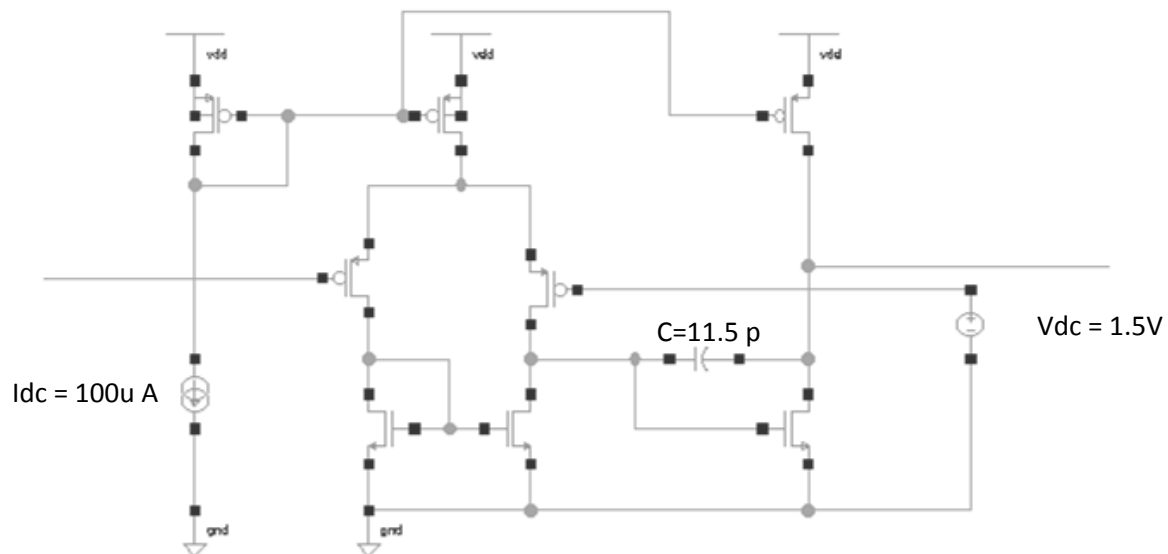 vdd
vdd
vdd
C=11.5 p
Vdc = 1.5V
Idc = 100u A
gnd
gnd